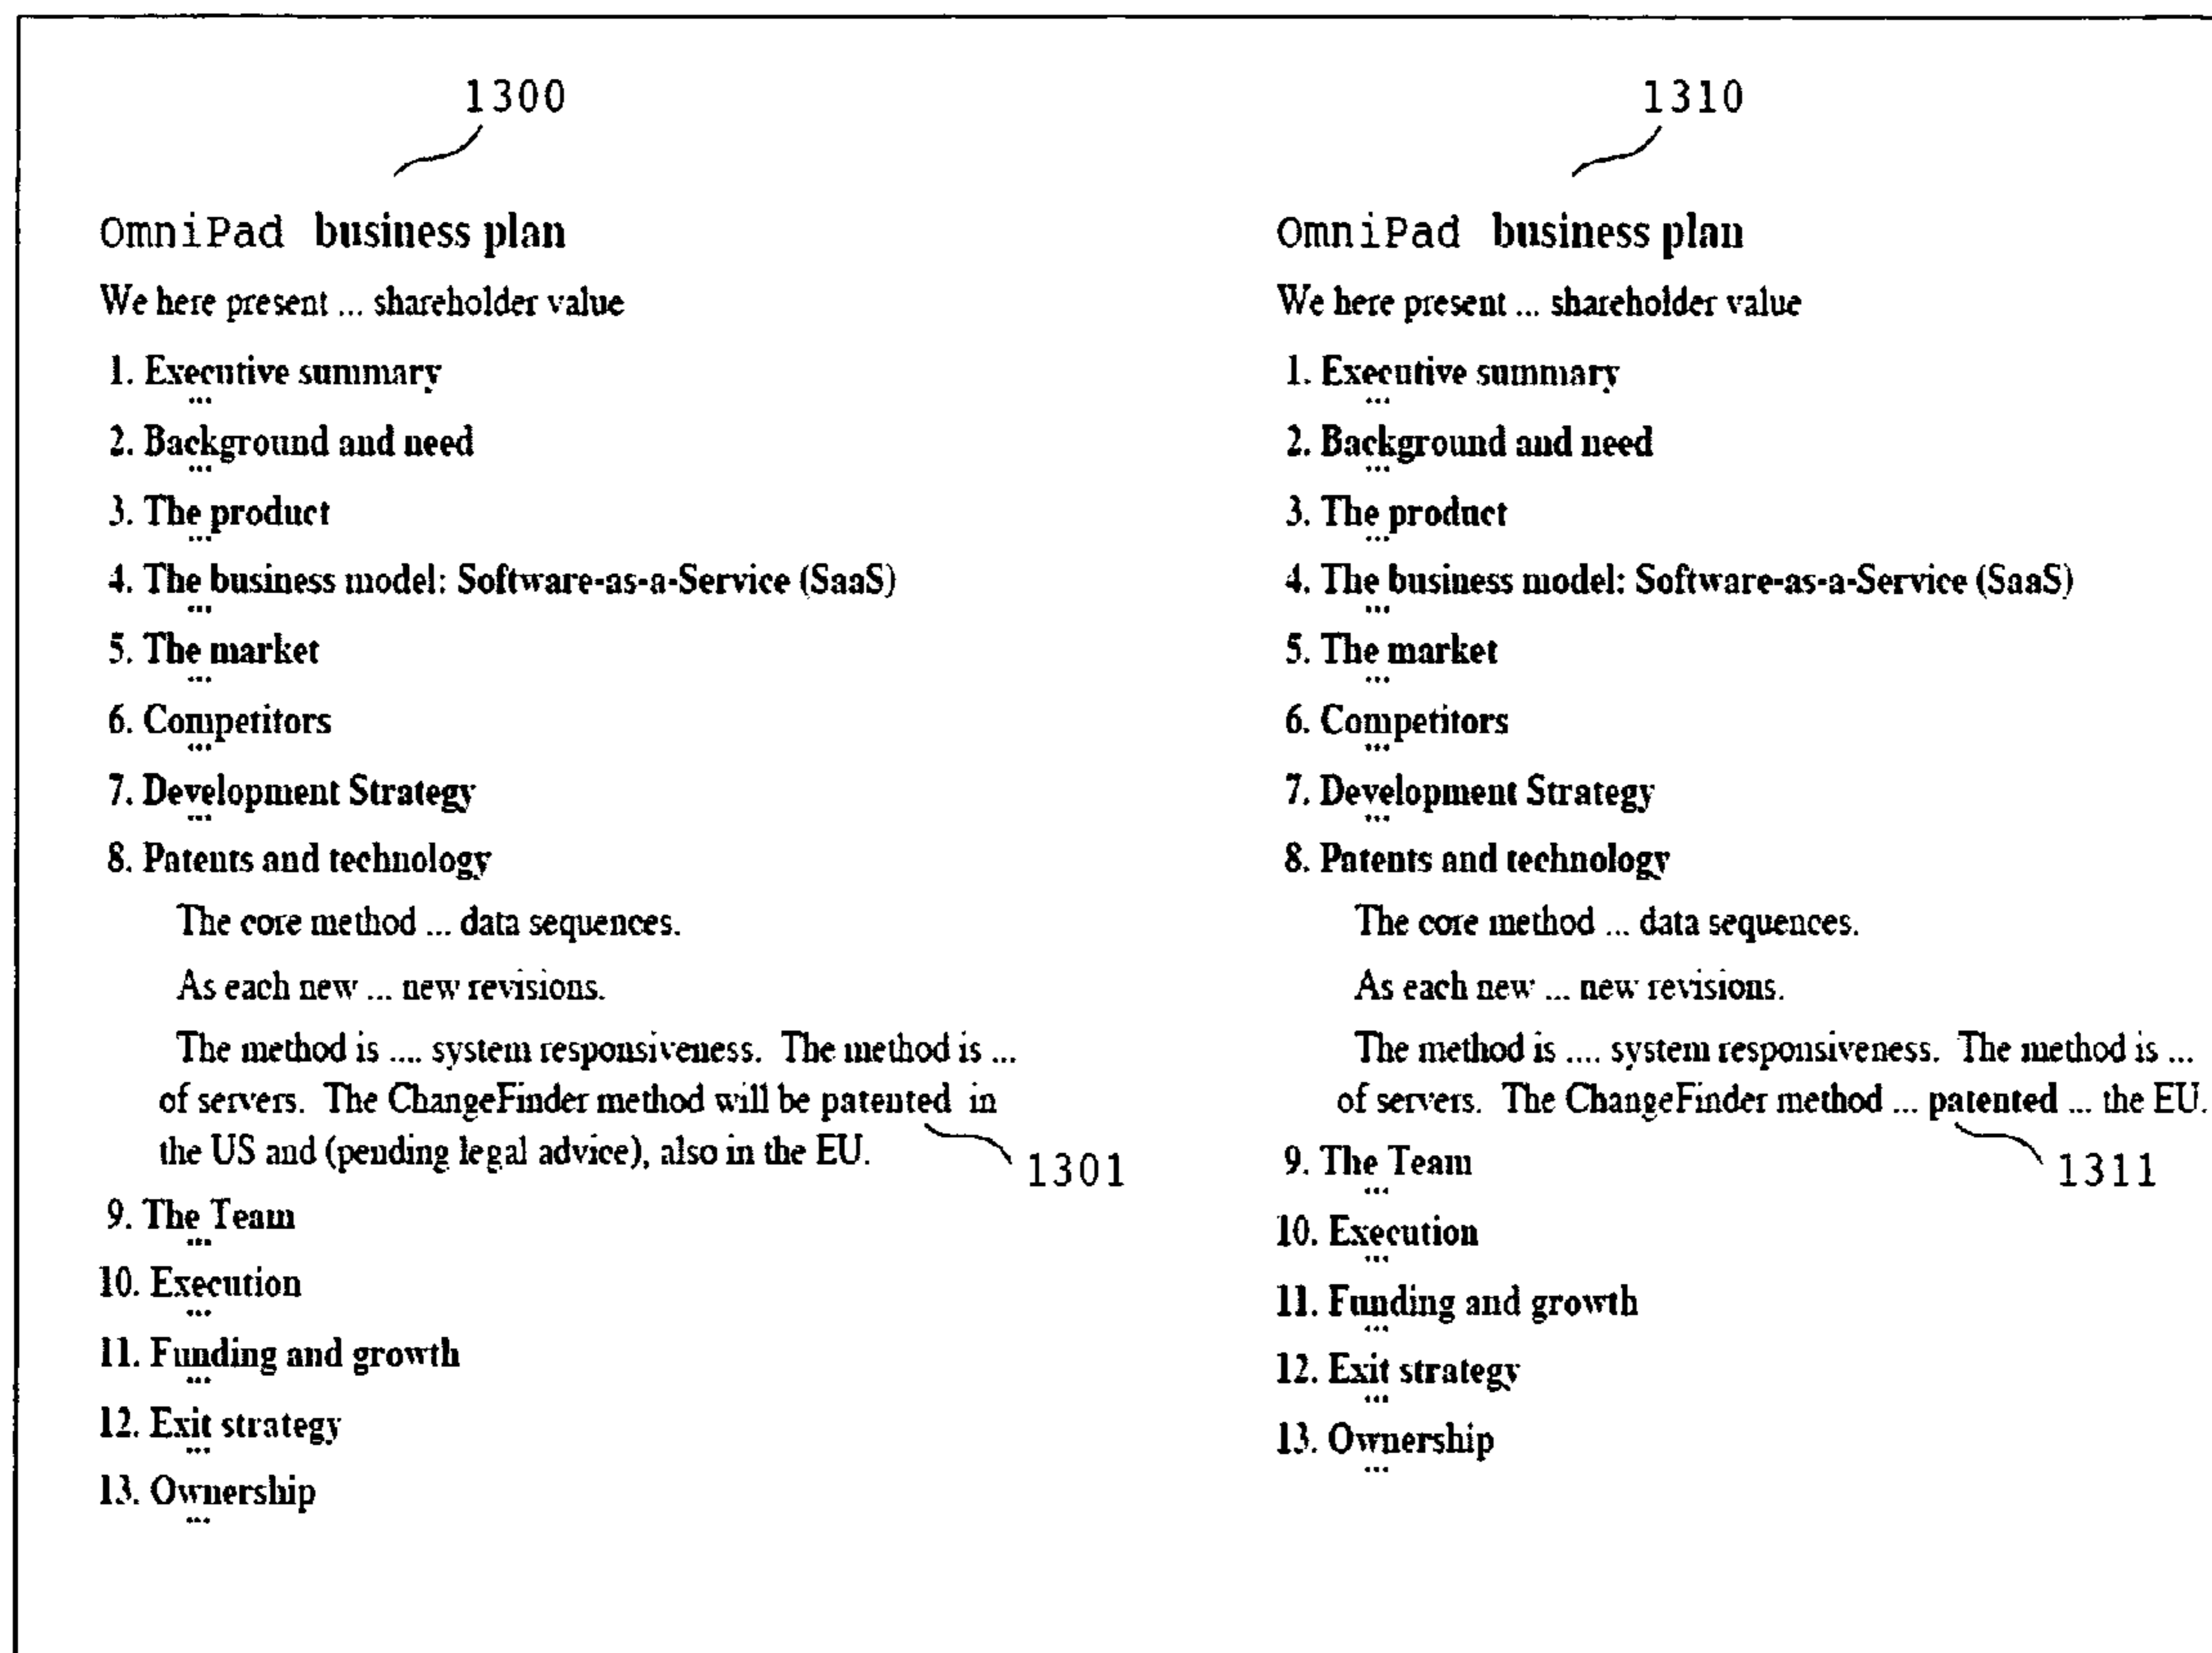 1300
OmniPad business plan
We here present ... shareholder value
1. Executive summary
...
2. Background and need
...
3. The product
...
4. The business model: Software-as-a-Service (SaaS)
...
5. The market
...
6. Competitors
...
7. Development Strategy
...
8. Patents and technology
The core method ... data sequences.
As each new ... new revisions.
The method is .... system responsiveness. The method is ...
of servers. The ChangeFinder method will be patented in
the US and (pending legal advice), also in the EU.
1301
9. The Team
...
10. Execution
...
11. Funding and growth
...
12. Exit strategy
...
13. Ownership
...
1310
OmniPad business plan
We here present ... shareholder value
1. Executive summary
...
2. Background and need
...
3. The product
...
4. The business model: Software-as-a-Service (SaaS)
...
5. The market
...
6. Competitors
...
7. Development Strategy
...
8. Patents and technology
The core method ... data sequences.
As each new ... new revisions.
The method is .... system responsiveness. The method is ...
of servers. The ChangeFinder method ... patented ... the EU.
1311
9. The Team
...
10. Execution
...
11. Funding and growth
...
12. Exit strategy
...
13. Ownership
...